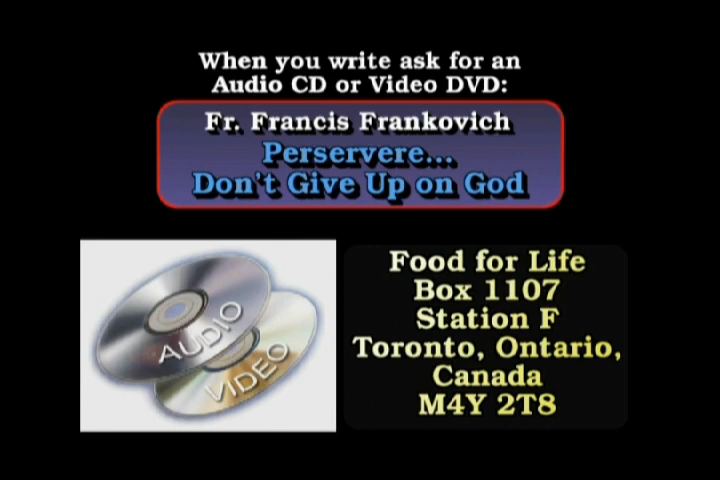 When you write ask for an
Audio CD or Video DVD:
Fr. Francis Frankovich
Perservere...
Don't Give Up on God
AUDIO
VIDEO
Food for Life
Box 1107
Station F
Toronto, Ontario,
Canada
M4Y 2T8